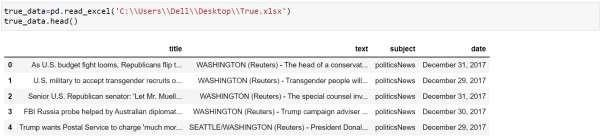 true_data=pd.read_excel('C:\\Users\\Dell\\Desktop\\True.xlsx')
true_data.head()
title text subject date
0 As U.S. budget fight looms, Republicans flip t... WASHINGTON (Reuters) - The head of a conservat... politicsNews December 31, 2017
1 U.S. military to accept transgender recruits o... WASHINGTON (Reuters) - Transgender people will... politicsNews December 29, 2017
2 Senior U.S. Republican senator: 'Let Mr. Muell... WASHINGTON (Reuters) - The special counsel inv... politicsNews December 31, 2017
3 FBI Russia probe helped by Australian diplomat... WASHINGTON (Reuters) - Trump campaign adviser ... politicsNews December 30, 2017
4 Trump wants Postal Service to charge 'much mor... SEATTLE/WASHINGTON (Reuters) - President Donal... politicsNews December 29, 2017